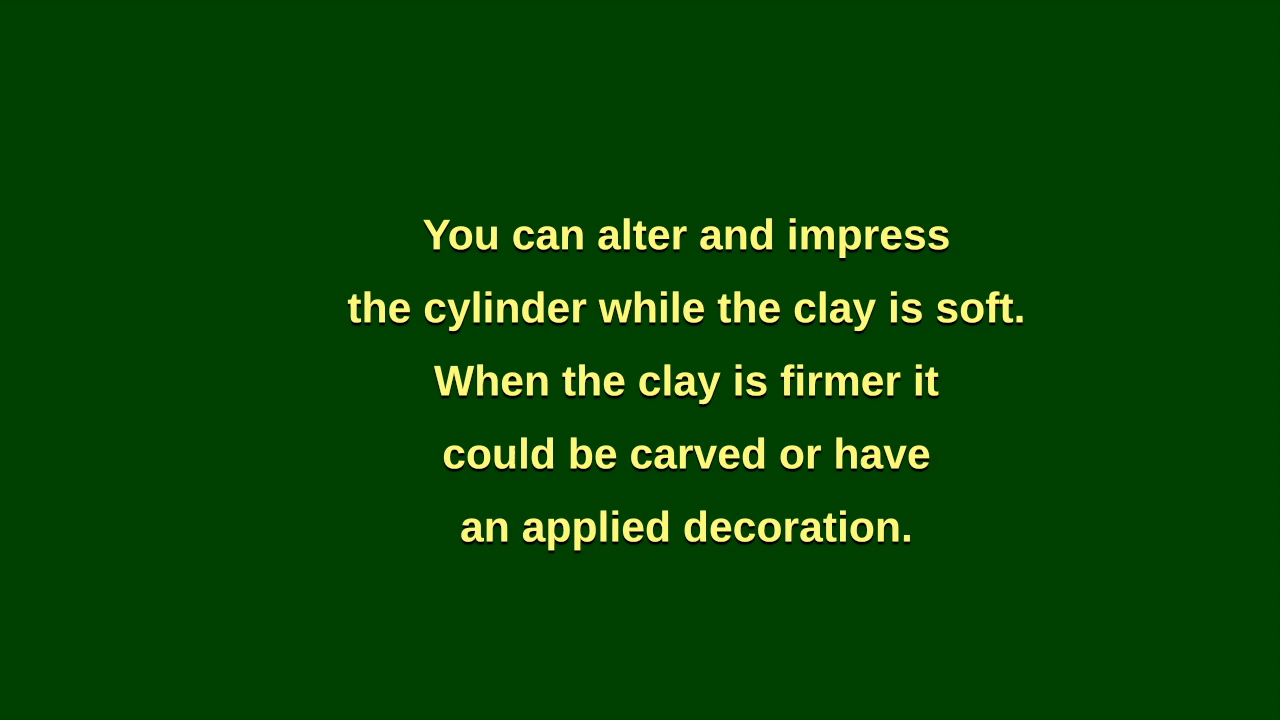 You can alter and impress
the cylinder while the clay is soft.
When the clay is firmer it
could be carved or have
an applied decoration.